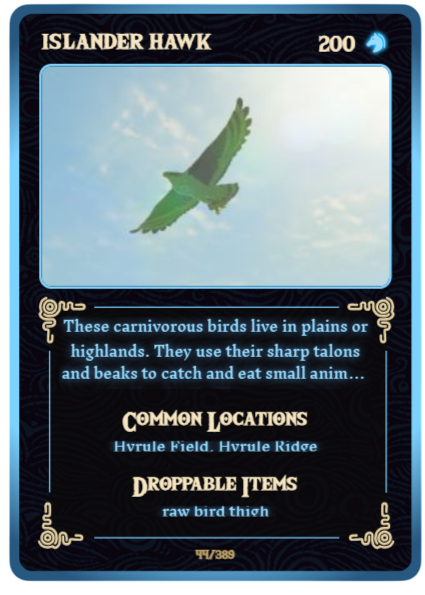 ISLANDER HAWK 200
These carnivorous birds live in plains or
highlands. They use their sharp talons
and beaks to catch and eat small anim...
COMMON LOCATIONS
Hyrule Field, Hyrule Ridge
DROPPABLE ITEMS
raw bird thigh
44/389